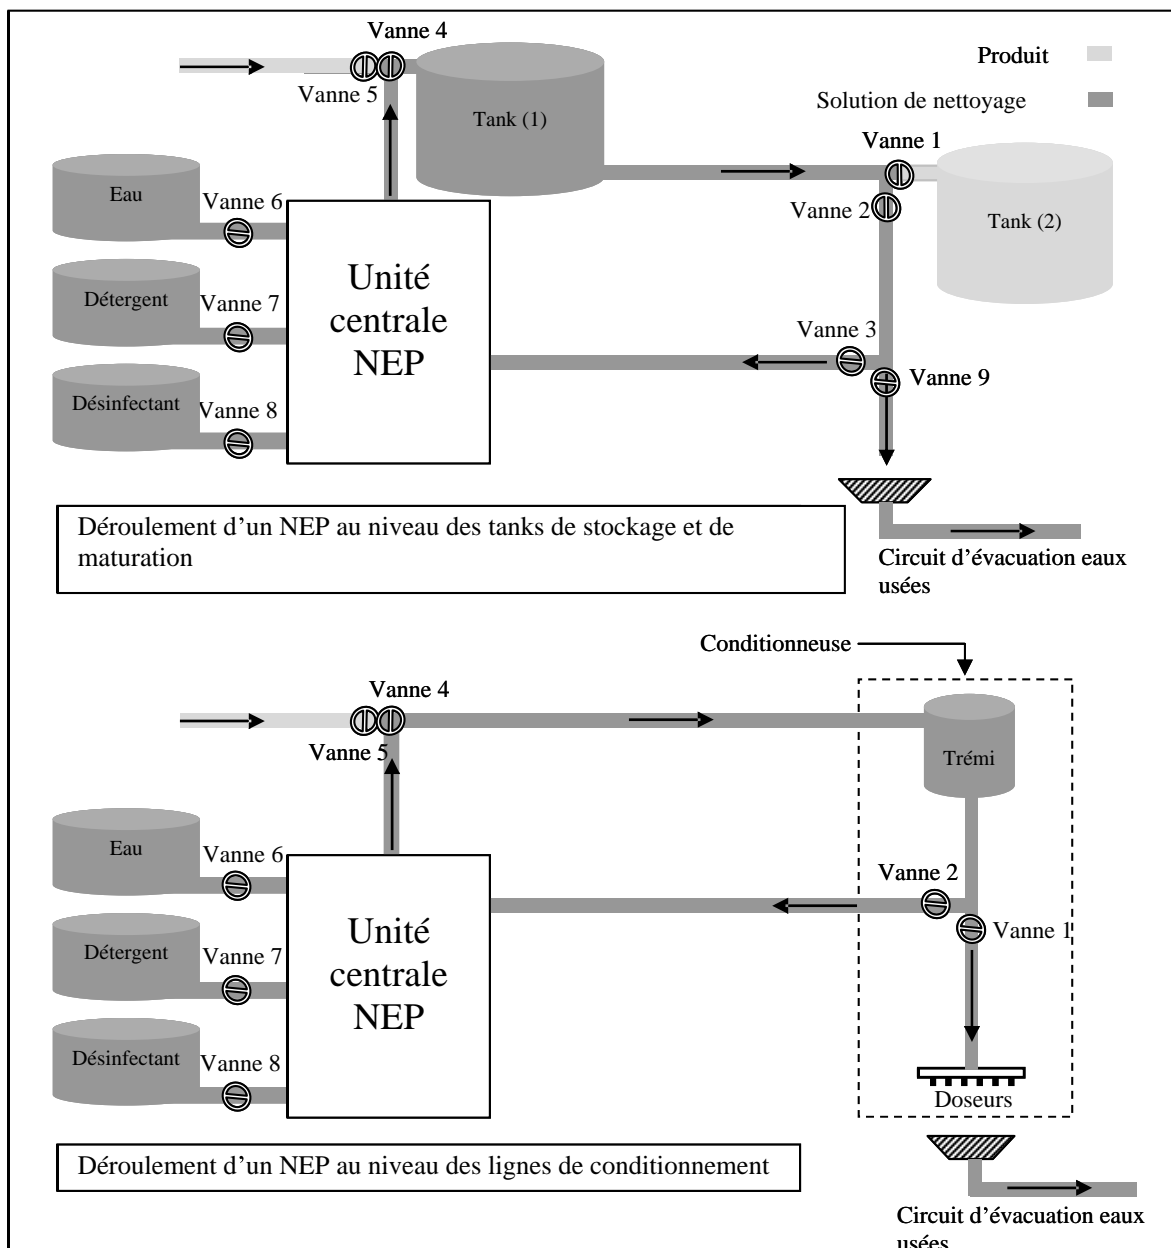 Vanne 4
Produit
Vanne 5
Solution de nettoyage
Tank (1)
Vanne 1
Eau
Vanne 6
Vanne 2
Tank (2)
Unité
centrale
NEP
Détergent
Vanne 7
Vanne 3
Vanne 9
Désinfectant
Vanne 8
Déroulement d'un NEP au niveau des tanks de stockage et de
maturation
Circuit d'évacuation eaux
usées
Conditionneuse
Vanne 4
Vanne 5
Trémi
Eau
Vanne 6
Vanne 2
Unité
centrale
NEP
Vanne 1
Détergent
Vanne 7
Désinfectant
Vanne 8
Doseurs
Déroulement d'un NEP au niveau des lignes de conditionnement
Circuit d'évacuation eaux
usées